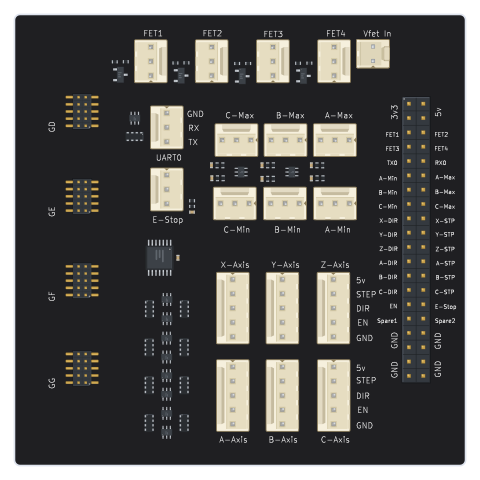 FET1 FET2 FET3 FET4 Vfet In
GD
GE
GF
GG
GND
RX
TX
UART0
E-Stop
C-Max B-Max A-Max
C-Min B-Min A-Min
X-Axis Y-Axis Z-Axis
5v
STEP
DIR
EN
GND
5v
STEP
DIR
EN
GND
A-Axis B-Axis C-Axis
3v3 5v
FET1 FET2
FET3 FET4
TX0 RX0
A-Min A-Max
B-Min B-Max
C-Min C-Max
X-DIR X-STP
Y-DIR Y-STP
Z-DIR Z-STP
A-DIR A-STP
B-DIR B-STP
C-DIR C-STP
EN E-Stop
Spare1 Spare2
GND GND
GND GND